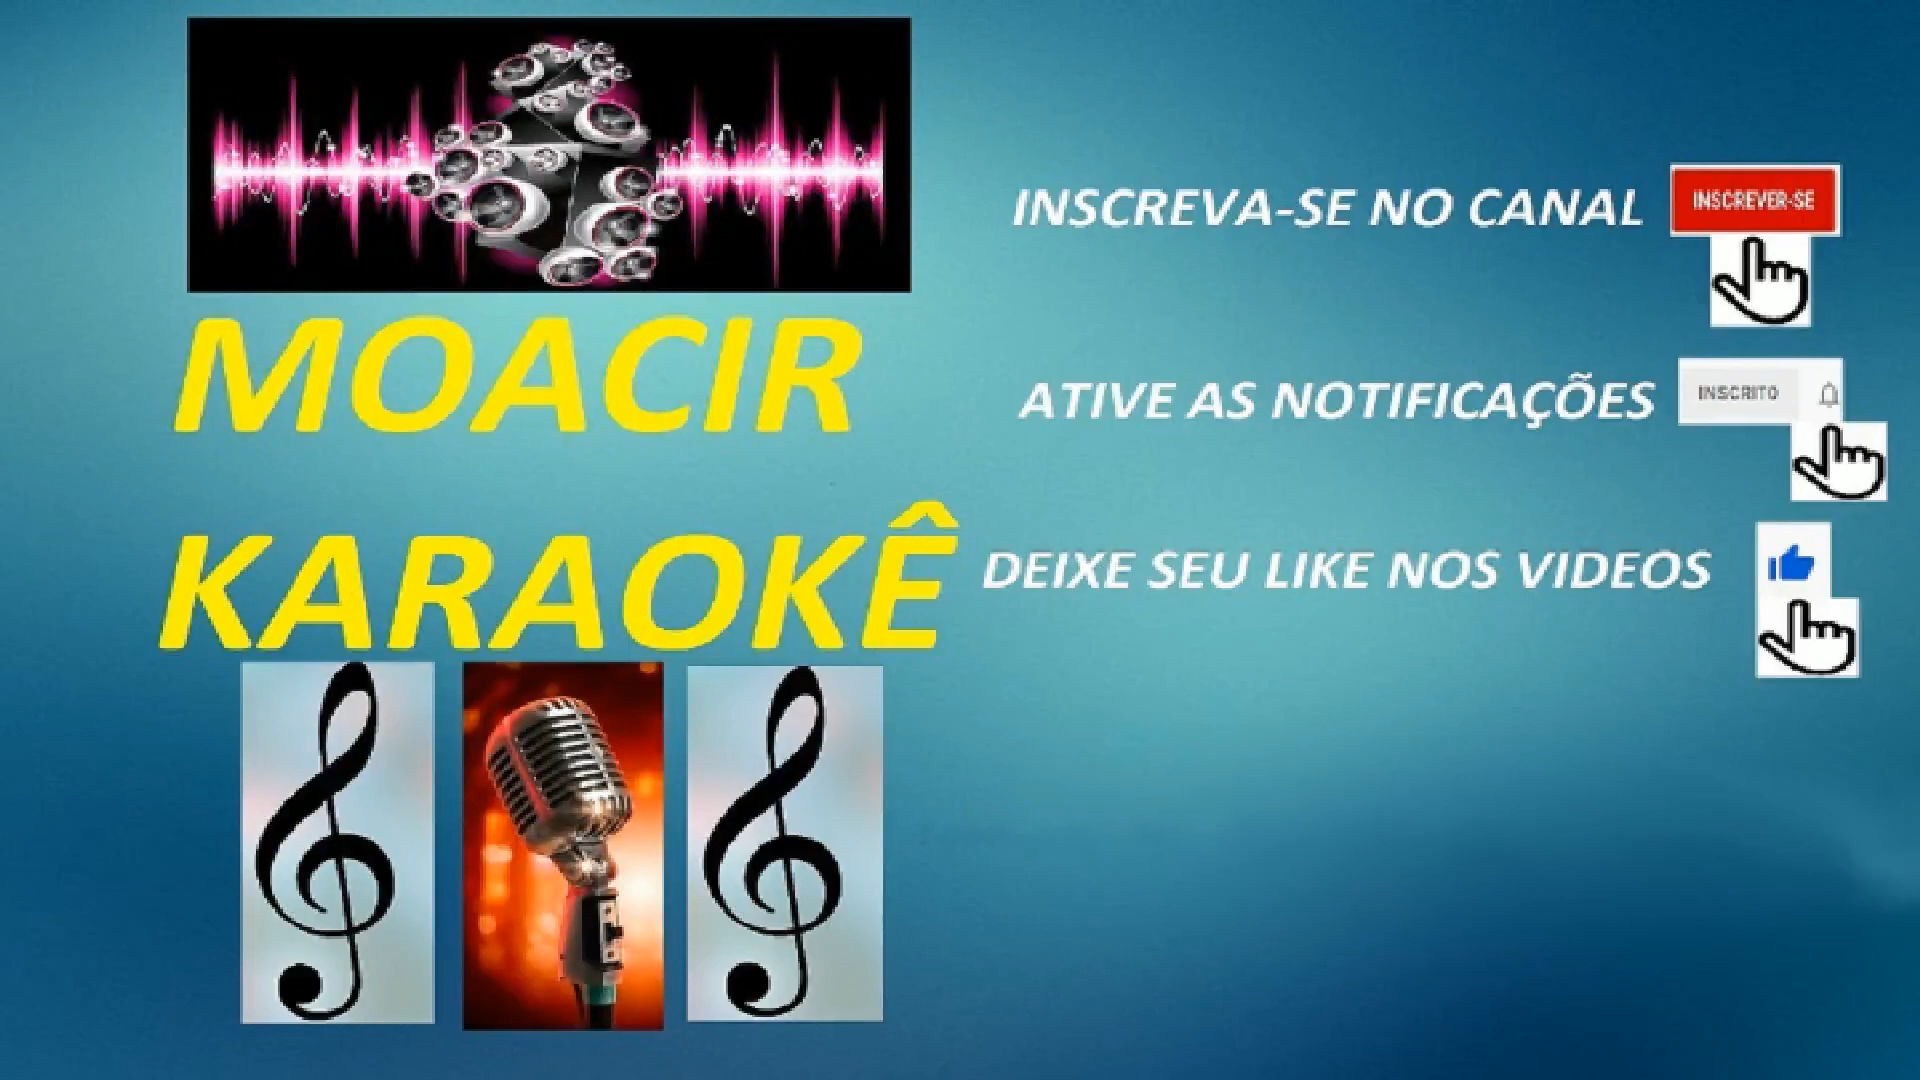 MOACIR
KARAOKÊ
INSCREVA-SE NO CANAL
INSCREVER-SE
ATIVE AS NOTIFICAÇÕES
INSCRITO
DEIXE SEU LIKE NOS VIDEOS